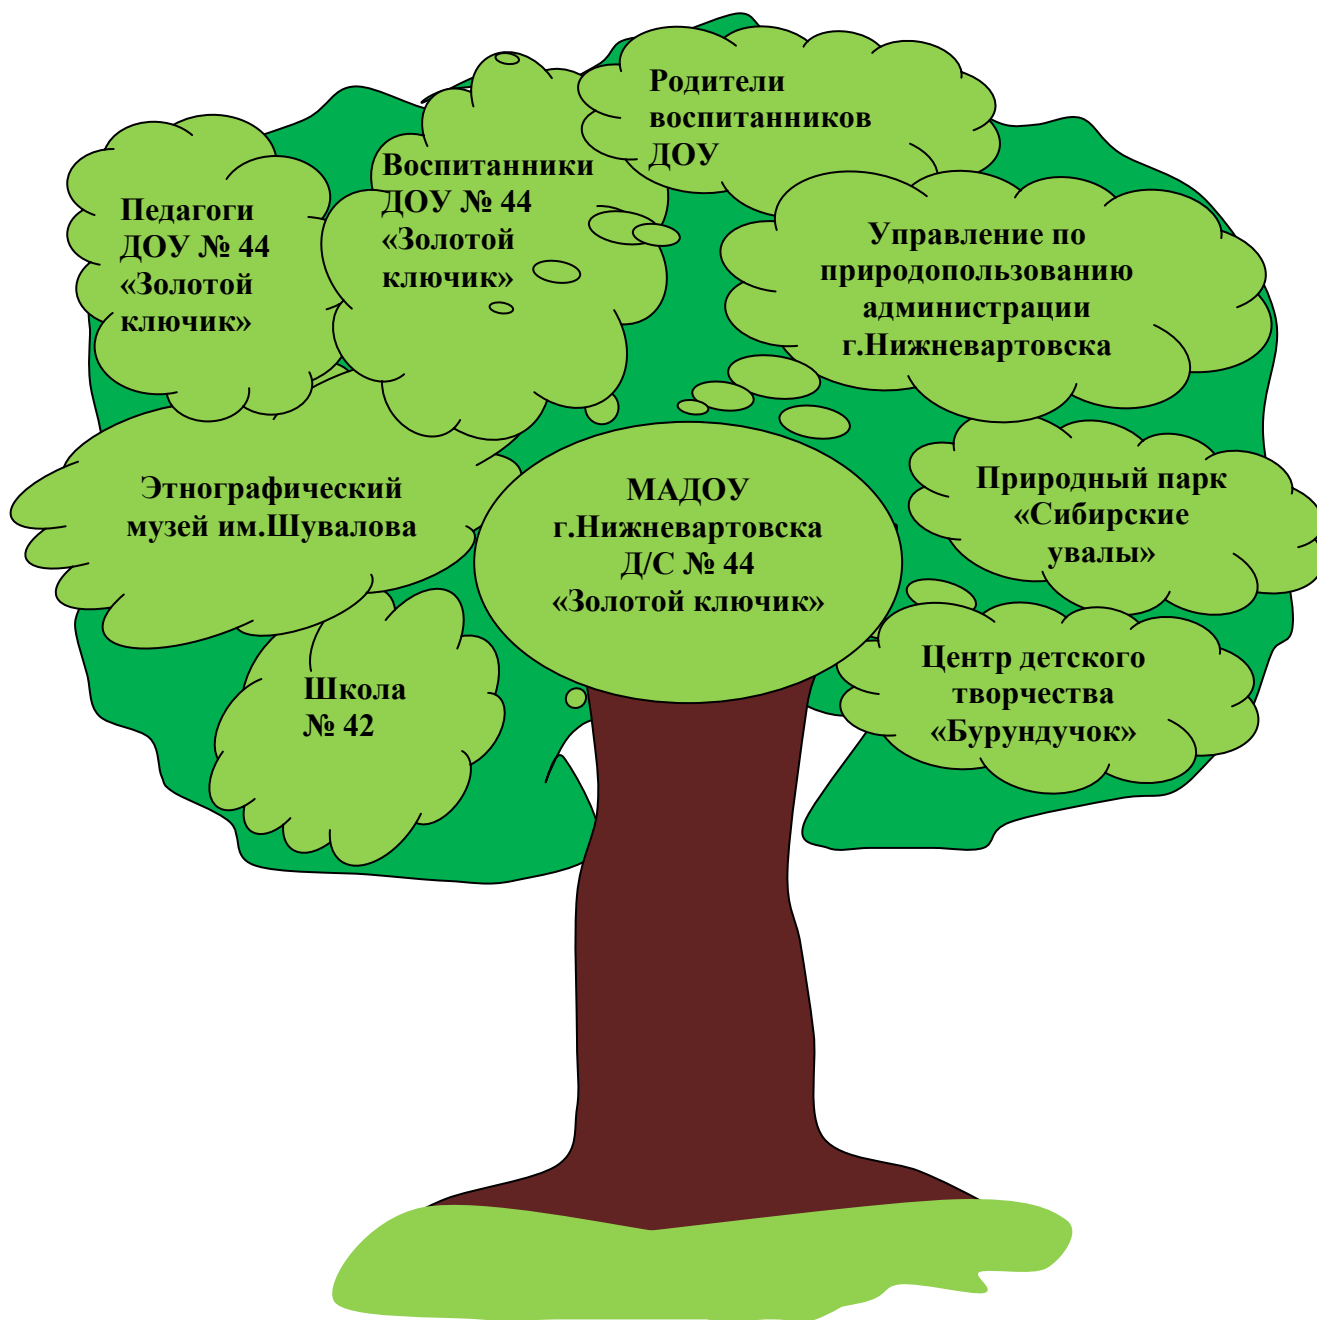 Родители
воспитанников
ДОУ
Воспитанники
ДОУ № 44
«Золотой
ключик»
Педагоги
ДОУ № 44
«Золотой
ключик»
Управление по
природопользованию
администрации
г.Нижневартовска
Этнографический
музей им.Шувалова
МАДОУ
г.Нижневартовска
Д/С № 44
«Золотой ключик»
Природный парк
«Сибирские
увалы»
Школа
№ 42
Центр детского
творчества
«Бурундучок»